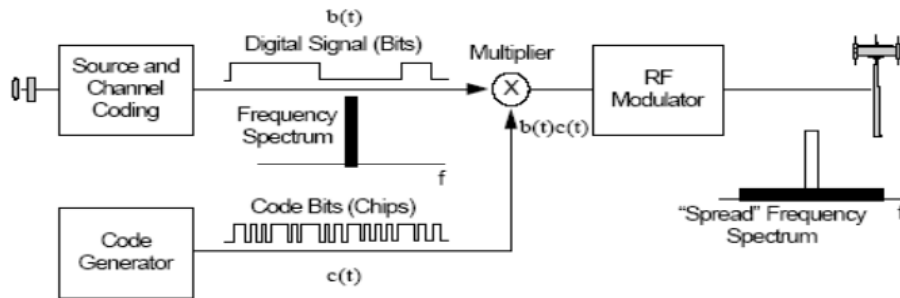 b(t)
Digital Signal (Bits)
Source and
Channel
Coding
Multiplier
X
RF
Modulator
Frequency
Spectrum
b(t)c(t)
f
Code Bits (Chips)
Code
Generator
c(t)
"Spread" Frequency
Spectrum
f